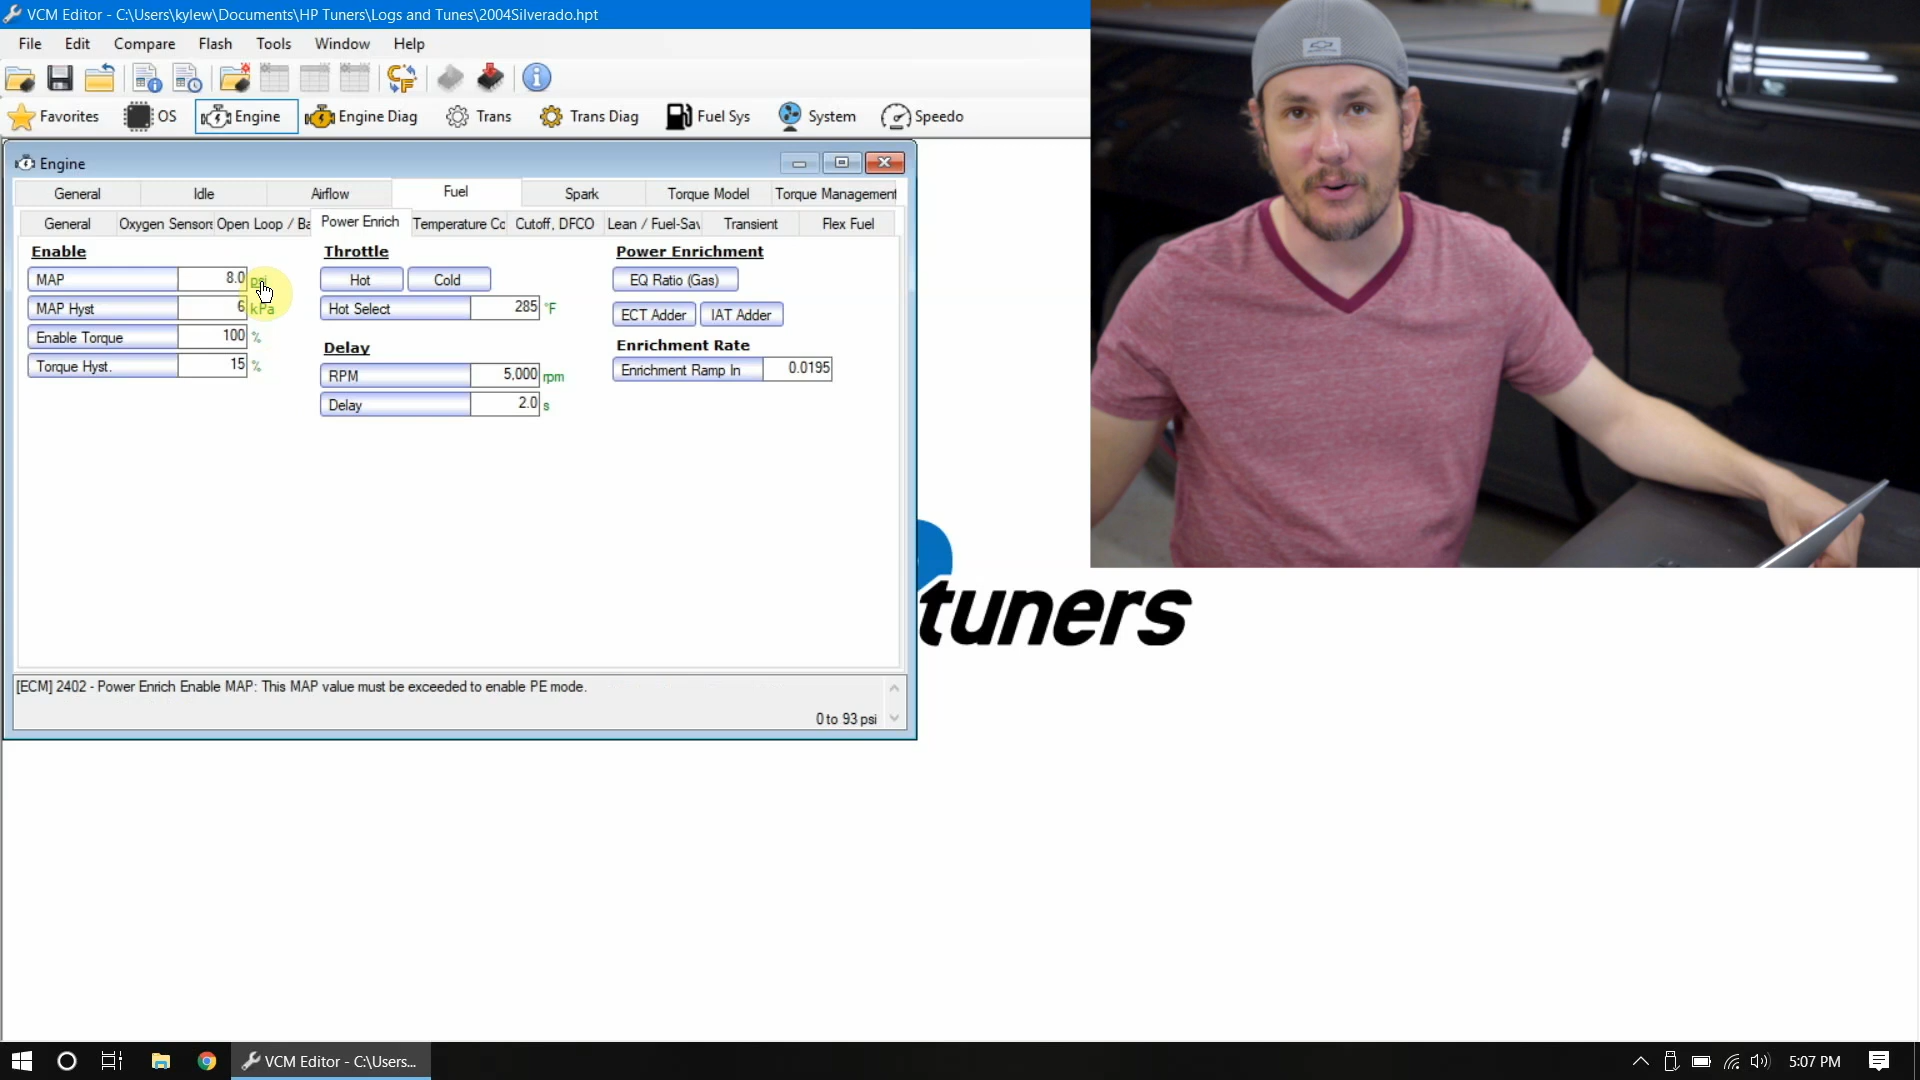 VCM Editor - C:\Users\kylew\Documents\HP Tuners\Logs and Tunes\2004Silverado.hpt
File Edit Compare Flash Tools Window Help
Favorites OS Engine Engine Diag Trans Trans Diag Fuel Sys System Speedo
Engine
General Idle Airflow Fuel Spark Torque Model Torque Management
General Oxygen Sensors Open Loop / Ba Power Enrich Temperature Co Cutoff, DFCO Lean / Fuel-Sav Transient Flex Fuel
Enable Throttle Power Enrichment
MAP 8.0 psi Hot Cold EQ Ratio (Gas)
MAP Hyst 6 kPa Hot Select 285 °F ECT Adder IAT Adder
Enable Torque 100 %
Delay Enrichment Rate
Torque Hyst. 15 % RPM 5,000 rpm Enrichment Ramp In 0.0195
Delay 2.0 s
tuners
[ECM] 2402 - Power Enrich Enable MAP: This MAP value must be exceeded to enable PE mode.
0 to 93 psi
VCM Editor - C:\Users... 5:07 PM